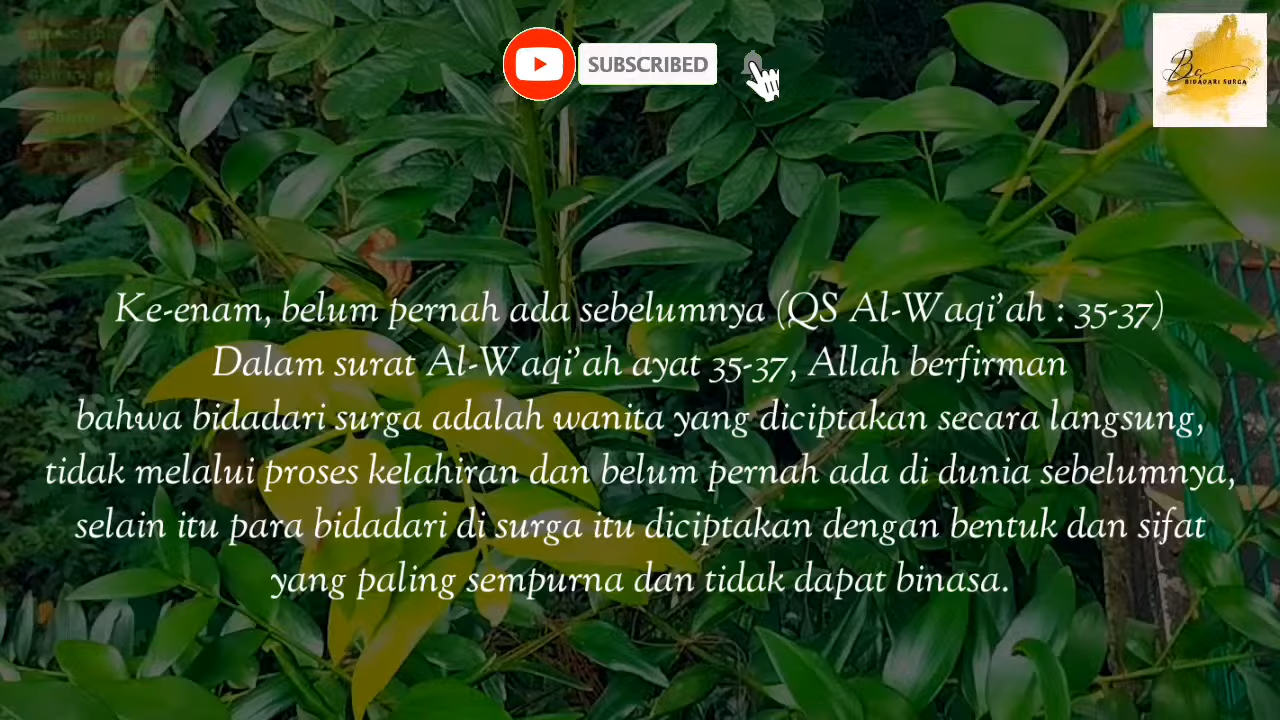 SUBSCRIBED
BIDADARI SURGA
Ke-enam, belum pernah ada sebelumnya (QS Al-Waqi'ah : 35-37)
Dalam surat Al-Waqi'ah ayat 35-37, Allah berfirman
bahwa bidadari surga adalah wanita yang diciptakan secara langsung,
tidak melalui proses kelahiran dan belum pernah ada di dunia sebelumnya,
selain itu para bidadari di surga itu diciptakan dengan bentuk dan sifat
yang paling sempurna dan tidak dapat binasa.